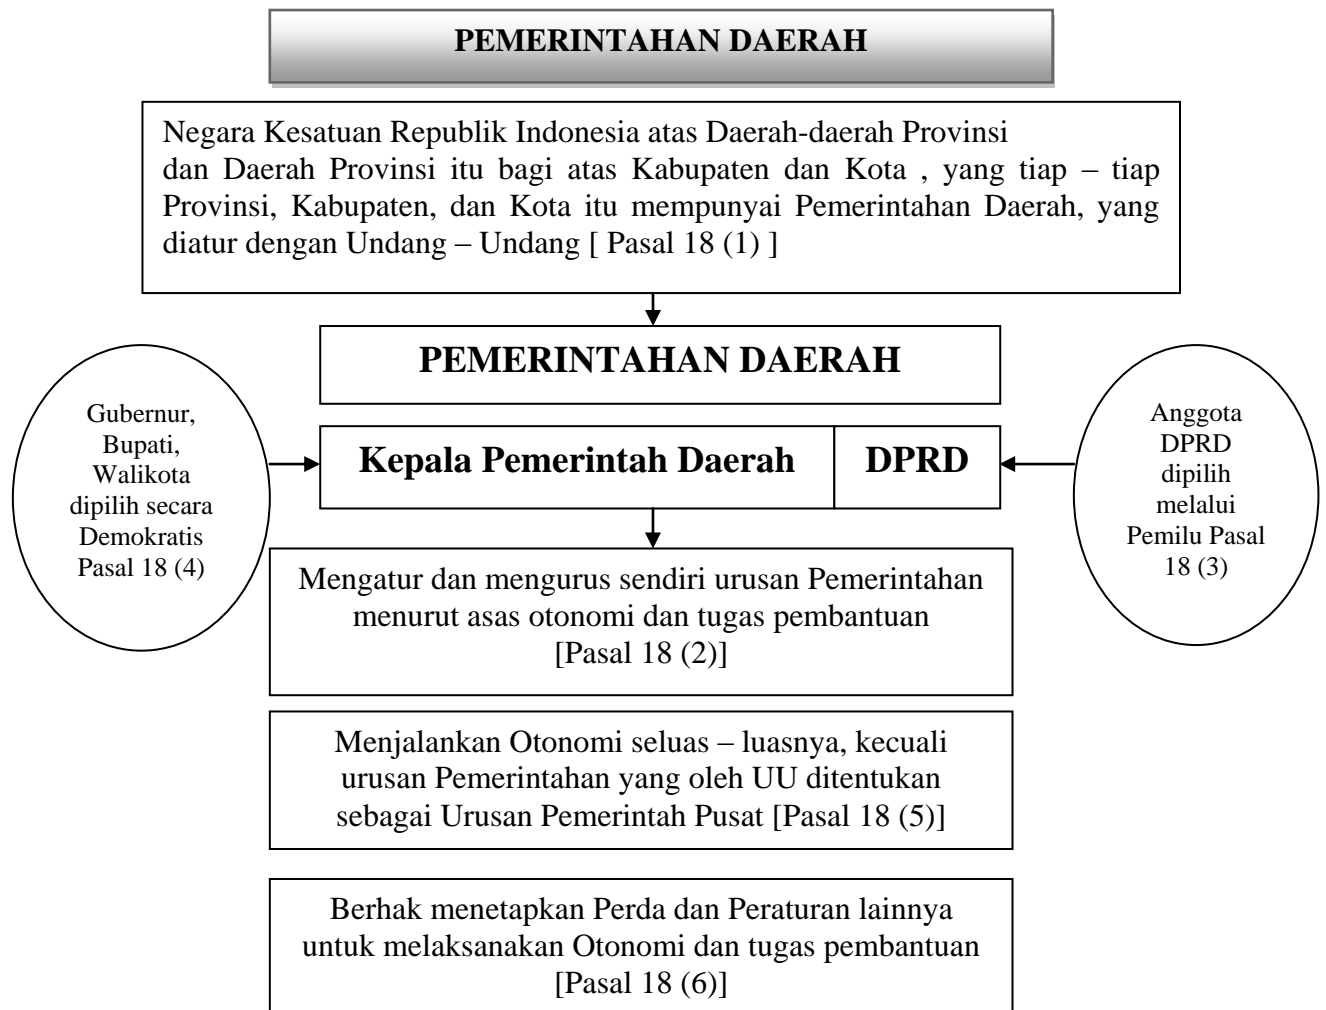 PEMERINTAHAN DAERAH
Negara Kesatuan Republik Indonesia atas Daerah-daerah Provinsi
dan Daerah Provinsi itu bagi atas Kabupaten dan Kota , yang tiap – tiap
Provinsi, Kabupaten, dan Kota itu mempunyai Pemerintahan Daerah, yang
diatur dengan Undang – Undang [ Pasal 18 (1) ]
PEMERINTAHAN DAERAH
Gubernur,
Bupati,
Walikota
dipilih secara
Demokratis
Pasal 18 (4)
Kepala Pemerintah Daerah
DPRD
Anggota
DPRD
dipilih
melalui
Pemilu Pasal
18 (3)
Mengatur dan mengurus sendiri urusan Pemerintahan
menurut asas otonomi dan tugas pembantuan
[Pasal 18 (2)]
Menjalankan Otonomi seluas – luasnya, kecuali
urusan Pemerintahan yang oleh UU ditentukan
sebagai Urusan Pemerintah Pusat [Pasal 18 (5)]
Berhak menetapkan Perda dan Peraturan lainnya
untuk melaksanakan Otonomi dan tugas pembantuan
[Pasal 18 (6)]